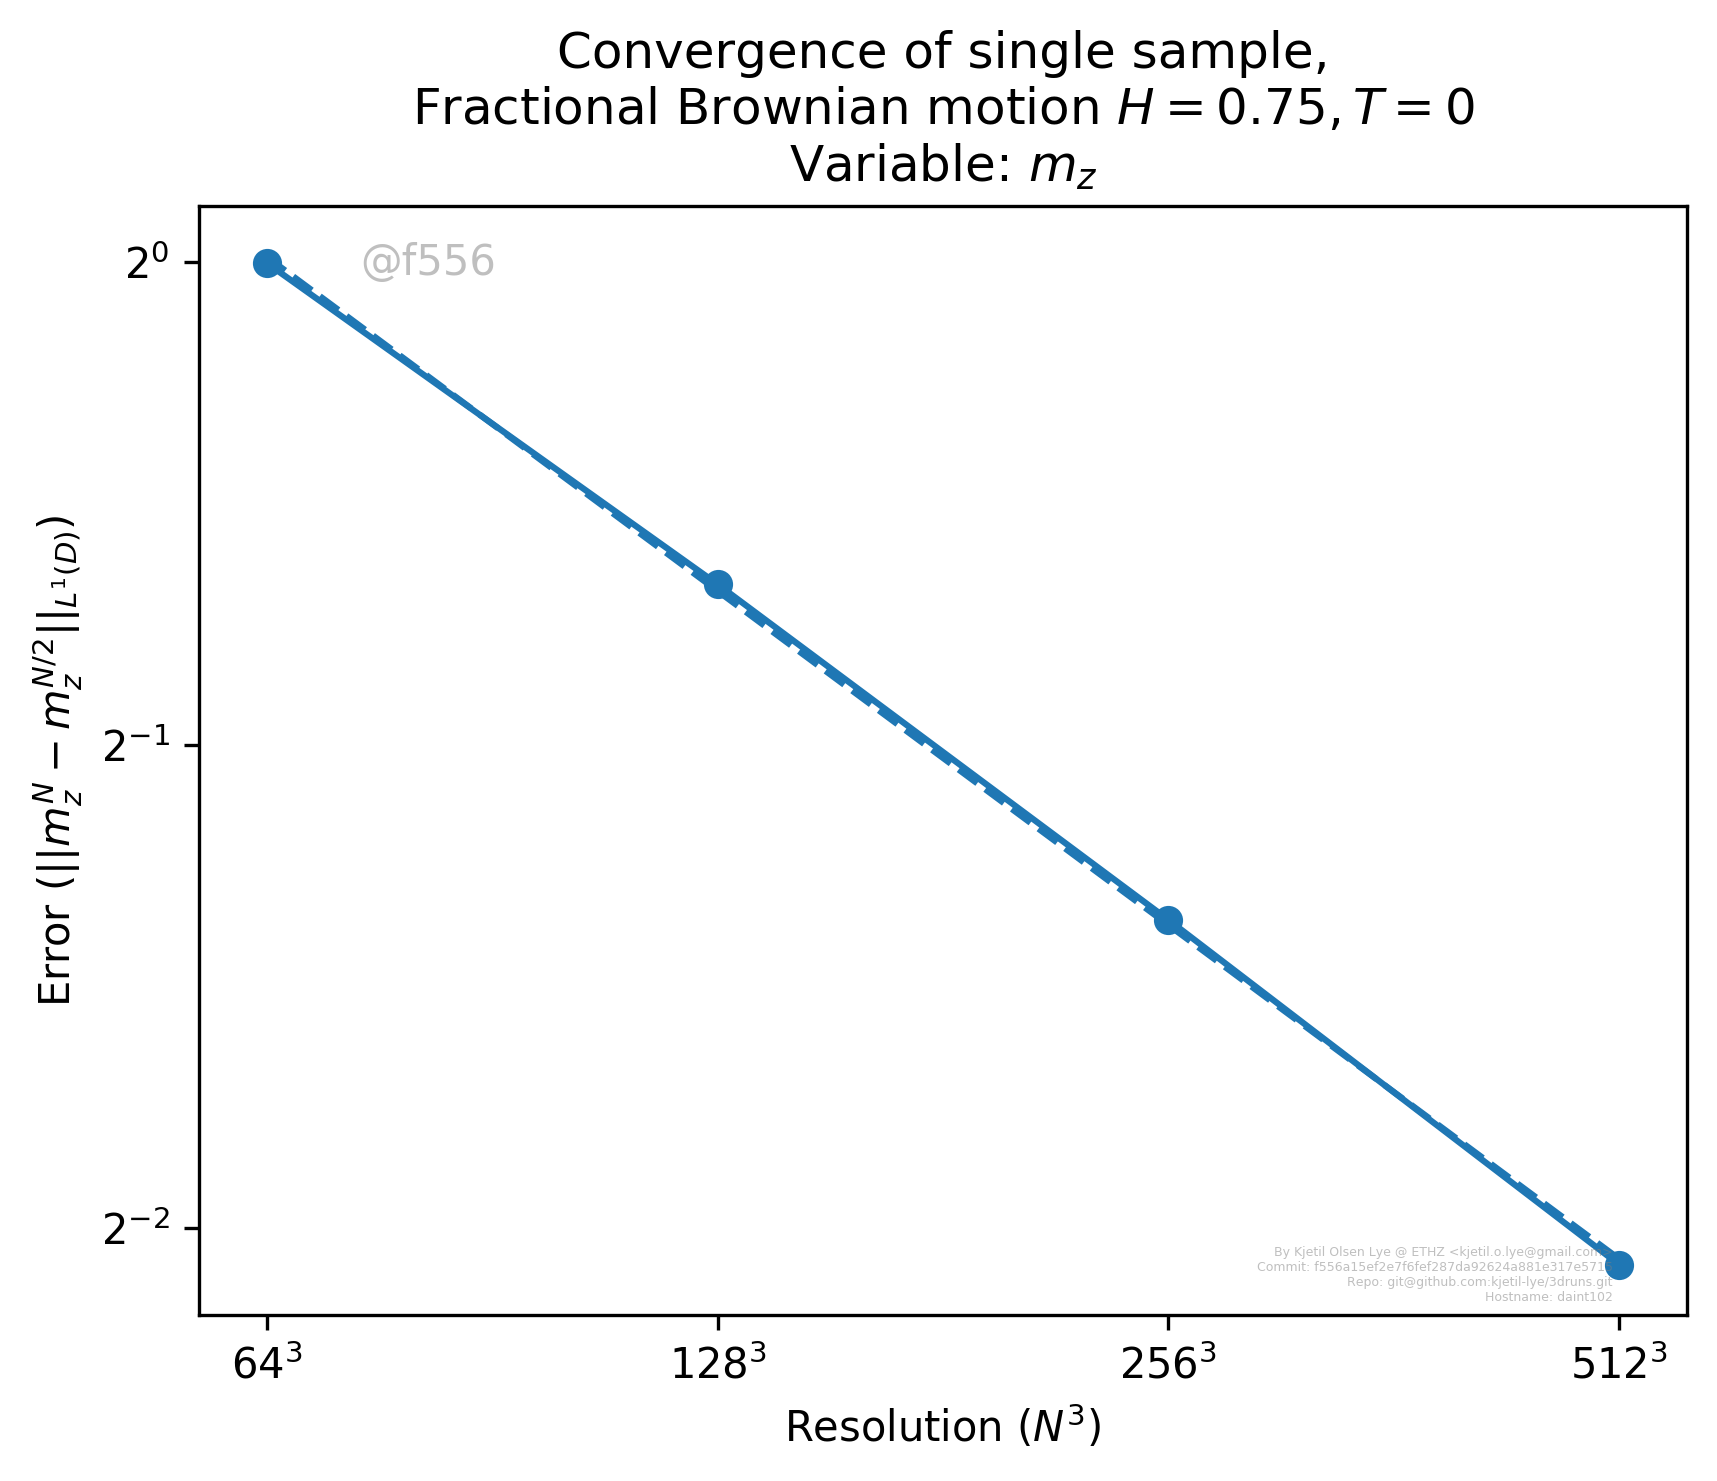 Convergence of single sample,
Fractional Brownian motion H = 0.75, T = 0
Variable: m_z
@f556
2^0
2^{-1}
2^{-2}
Error (||m_z^N − m_z^{N/2}||_{L^1(D)})
By Kjetil Olsen Lye @ ETHZ <kjetil.o.lye@gmail.com>
Commit: f556a15ef2e7f6fef287da92624a881e317e5716
Repo: git@github.com:kjetil-lye/3druns.git
Hostname: daint102
64^3 128^3 256^3 512^3
Resolution (N^3)